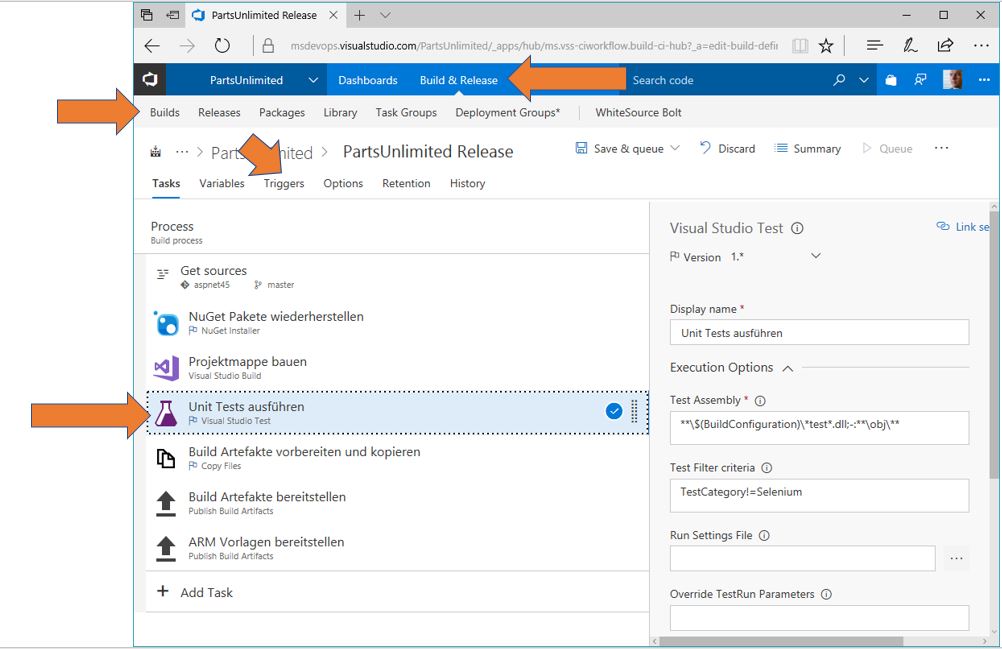 PartsUnlimited Release
msdevops.visualstudio.com/PartsUnlimited/_apps/hub/ms.vss-ciworkflow.build-ci-hub?_a=edit-build-defin
PartsUnlimited Dashboards Build & Release Search code
Builds Releases Packages Library Task Groups Deployment Groups* WhiteSource Bolt
··· > PartsUnlimited > PartsUnlimited Release Save & queue Discard Summary Queue ···
Tasks Variables Triggers Options Retention History
Process
Build process
Get sources
aspnet45 master
NuGet Pakete wiederherstellen
NuGet Installer
Projektmappe bauen
Visual Studio Build
Unit Tests ausführen
Visual Studio Test
Build Artefakte vorbereiten und kopieren
Copy Files
Build Artefakte bereitstellen
Publish Build Artifacts
ARM Vorlagen bereitstellen
Publish Build Artifacts
+ Add Task
Visual Studio Test Link se
Version 1.*
Display name *
Unit Tests ausführen
Execution Options
Test Assembly *
**\$(BuildConfiguration)\*test*.dll;-:**\obj\**
Test Filter criteria
TestCategory!=Selenium
Run Settings File
···
Override TestRun Parameters